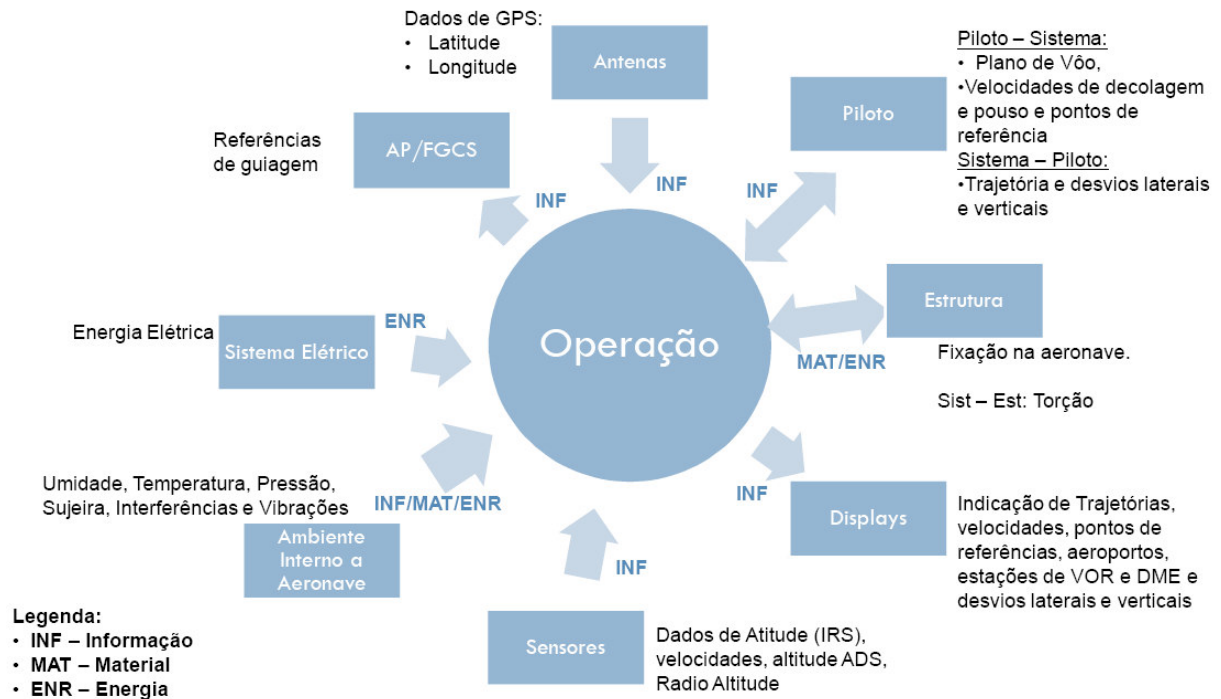 Dados de GPS:
• Latitude
• Longitude
Antenas
INF
Piloto – Sistema:
• Plano de Vôo,
•Velocidades de decolagem
e pouso e pontos de
referência
Sistema – Piloto:
•Trajetória e desvios laterais
e verticais
Piloto
INF
Referências
de guiagem
AP/FGCS
INF
Operação
Estrutura
MAT/ENR
Fixação na aeronave.
Sist – Est: Torção
Energia Elétrica
Sistema Elétrico
ENR
Umidade, Temperatura, Pressão,
Sujeira, Interferências e Vibrações
INF/MAT/ENR
Ambiente
Interno a
Aeronave
INF
Displays
Indicação de Trajetórias,
velocidades, pontos de
referências, aeroportos,
estações de VOR e DME e
desvios laterais e verticais
INF
Sensores
Dados de Atitude (IRS),
velocidades, altitude ADS,
Radio Altitude
Legenda:
• INF – Informação
• MAT – Material
• ENR – Energia